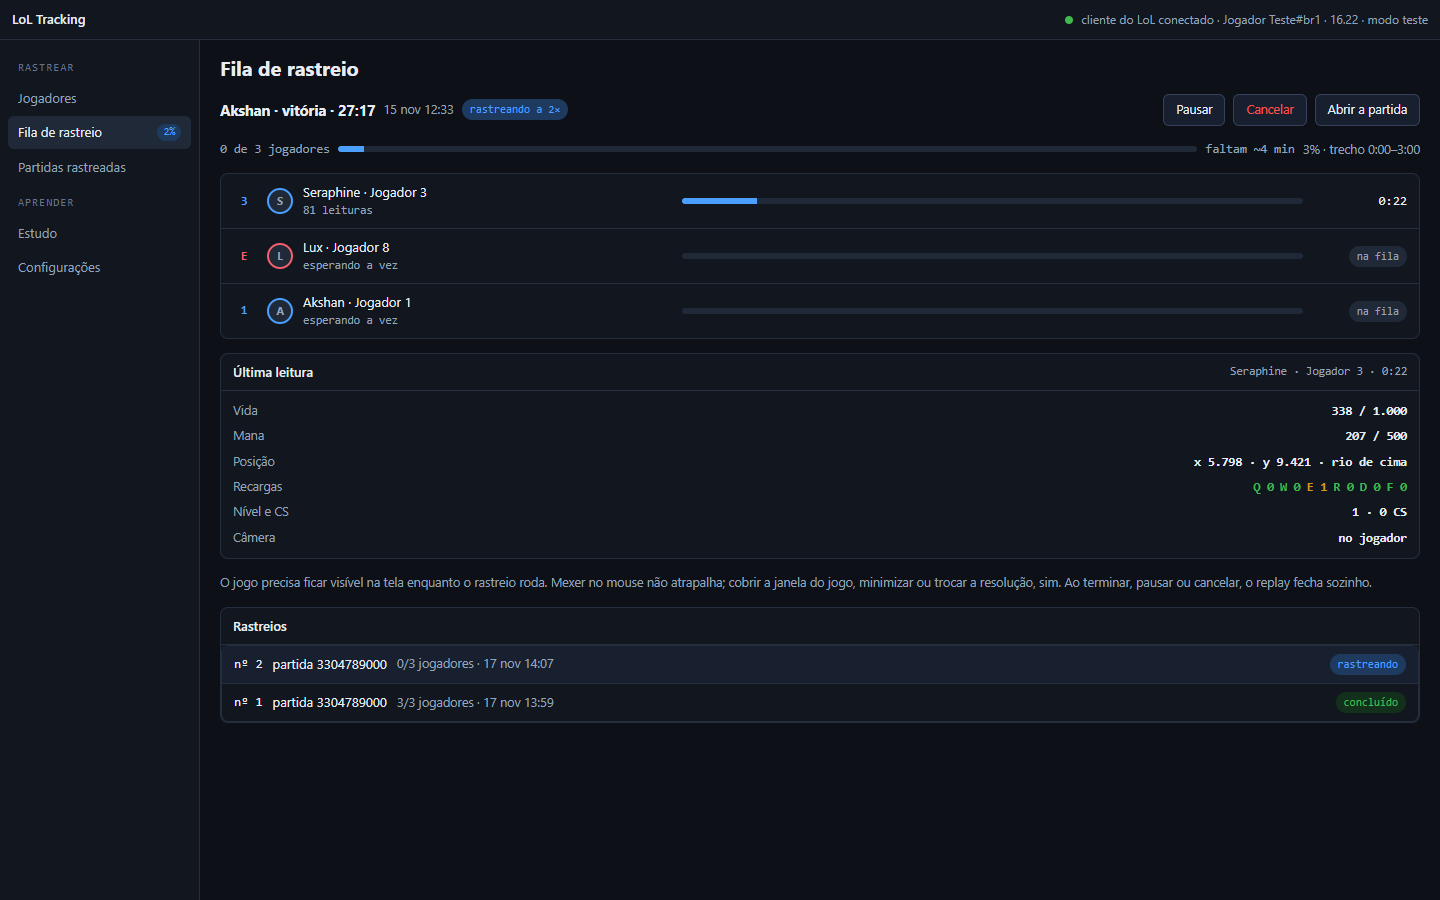 LoL Tracking
cliente do LoL conectado · Jogador Teste#br1 · 16.22 · modo teste
RASTREAR
Jogadores
Fila de rastreio 2%
Partidas rastreadas
APRENDER
Estudo
Configurações
Fila de rastreio
Akshan · vitória · 27:17 15 nov 12:33 rastreando a 2× Pausar Cancelar Abrir a partida
0 de 3 jogadores faltam ~4 min 3% · trecho 0:00–3:00
3 S Seraphine · Jogador 3 0:22
81 leituras
E L Lux · Jogador 8 na fila
esperando a vez
1 A Akshan · Jogador 1 na fila
esperando a vez
Última leitura Seraphine · Jogador 3 · 0:22
Vida 338 / 1.000
Mana 207 / 500
Posição x 5.798 · y 9.421 · rio de cima
Recargas Q 0 W 0 E 1 R 0 D 0 F 0
Nível e CS 1 · 0 CS
Câmera no jogador
O jogo precisa ficar visível na tela enquanto o rastreio roda. Mexer no mouse não atrapalha; cobrir a janela do jogo, minimizar ou trocar a resolução, sim. Ao terminar, pausar ou cancelar, o replay fecha sozinho.
Rastreios
nº 2 partida 3304789000 0/3 jogadores · 17 nov 14:07 rastreando
nº 1 partida 3304789000 3/3 jogadores · 17 nov 13:59 concluído